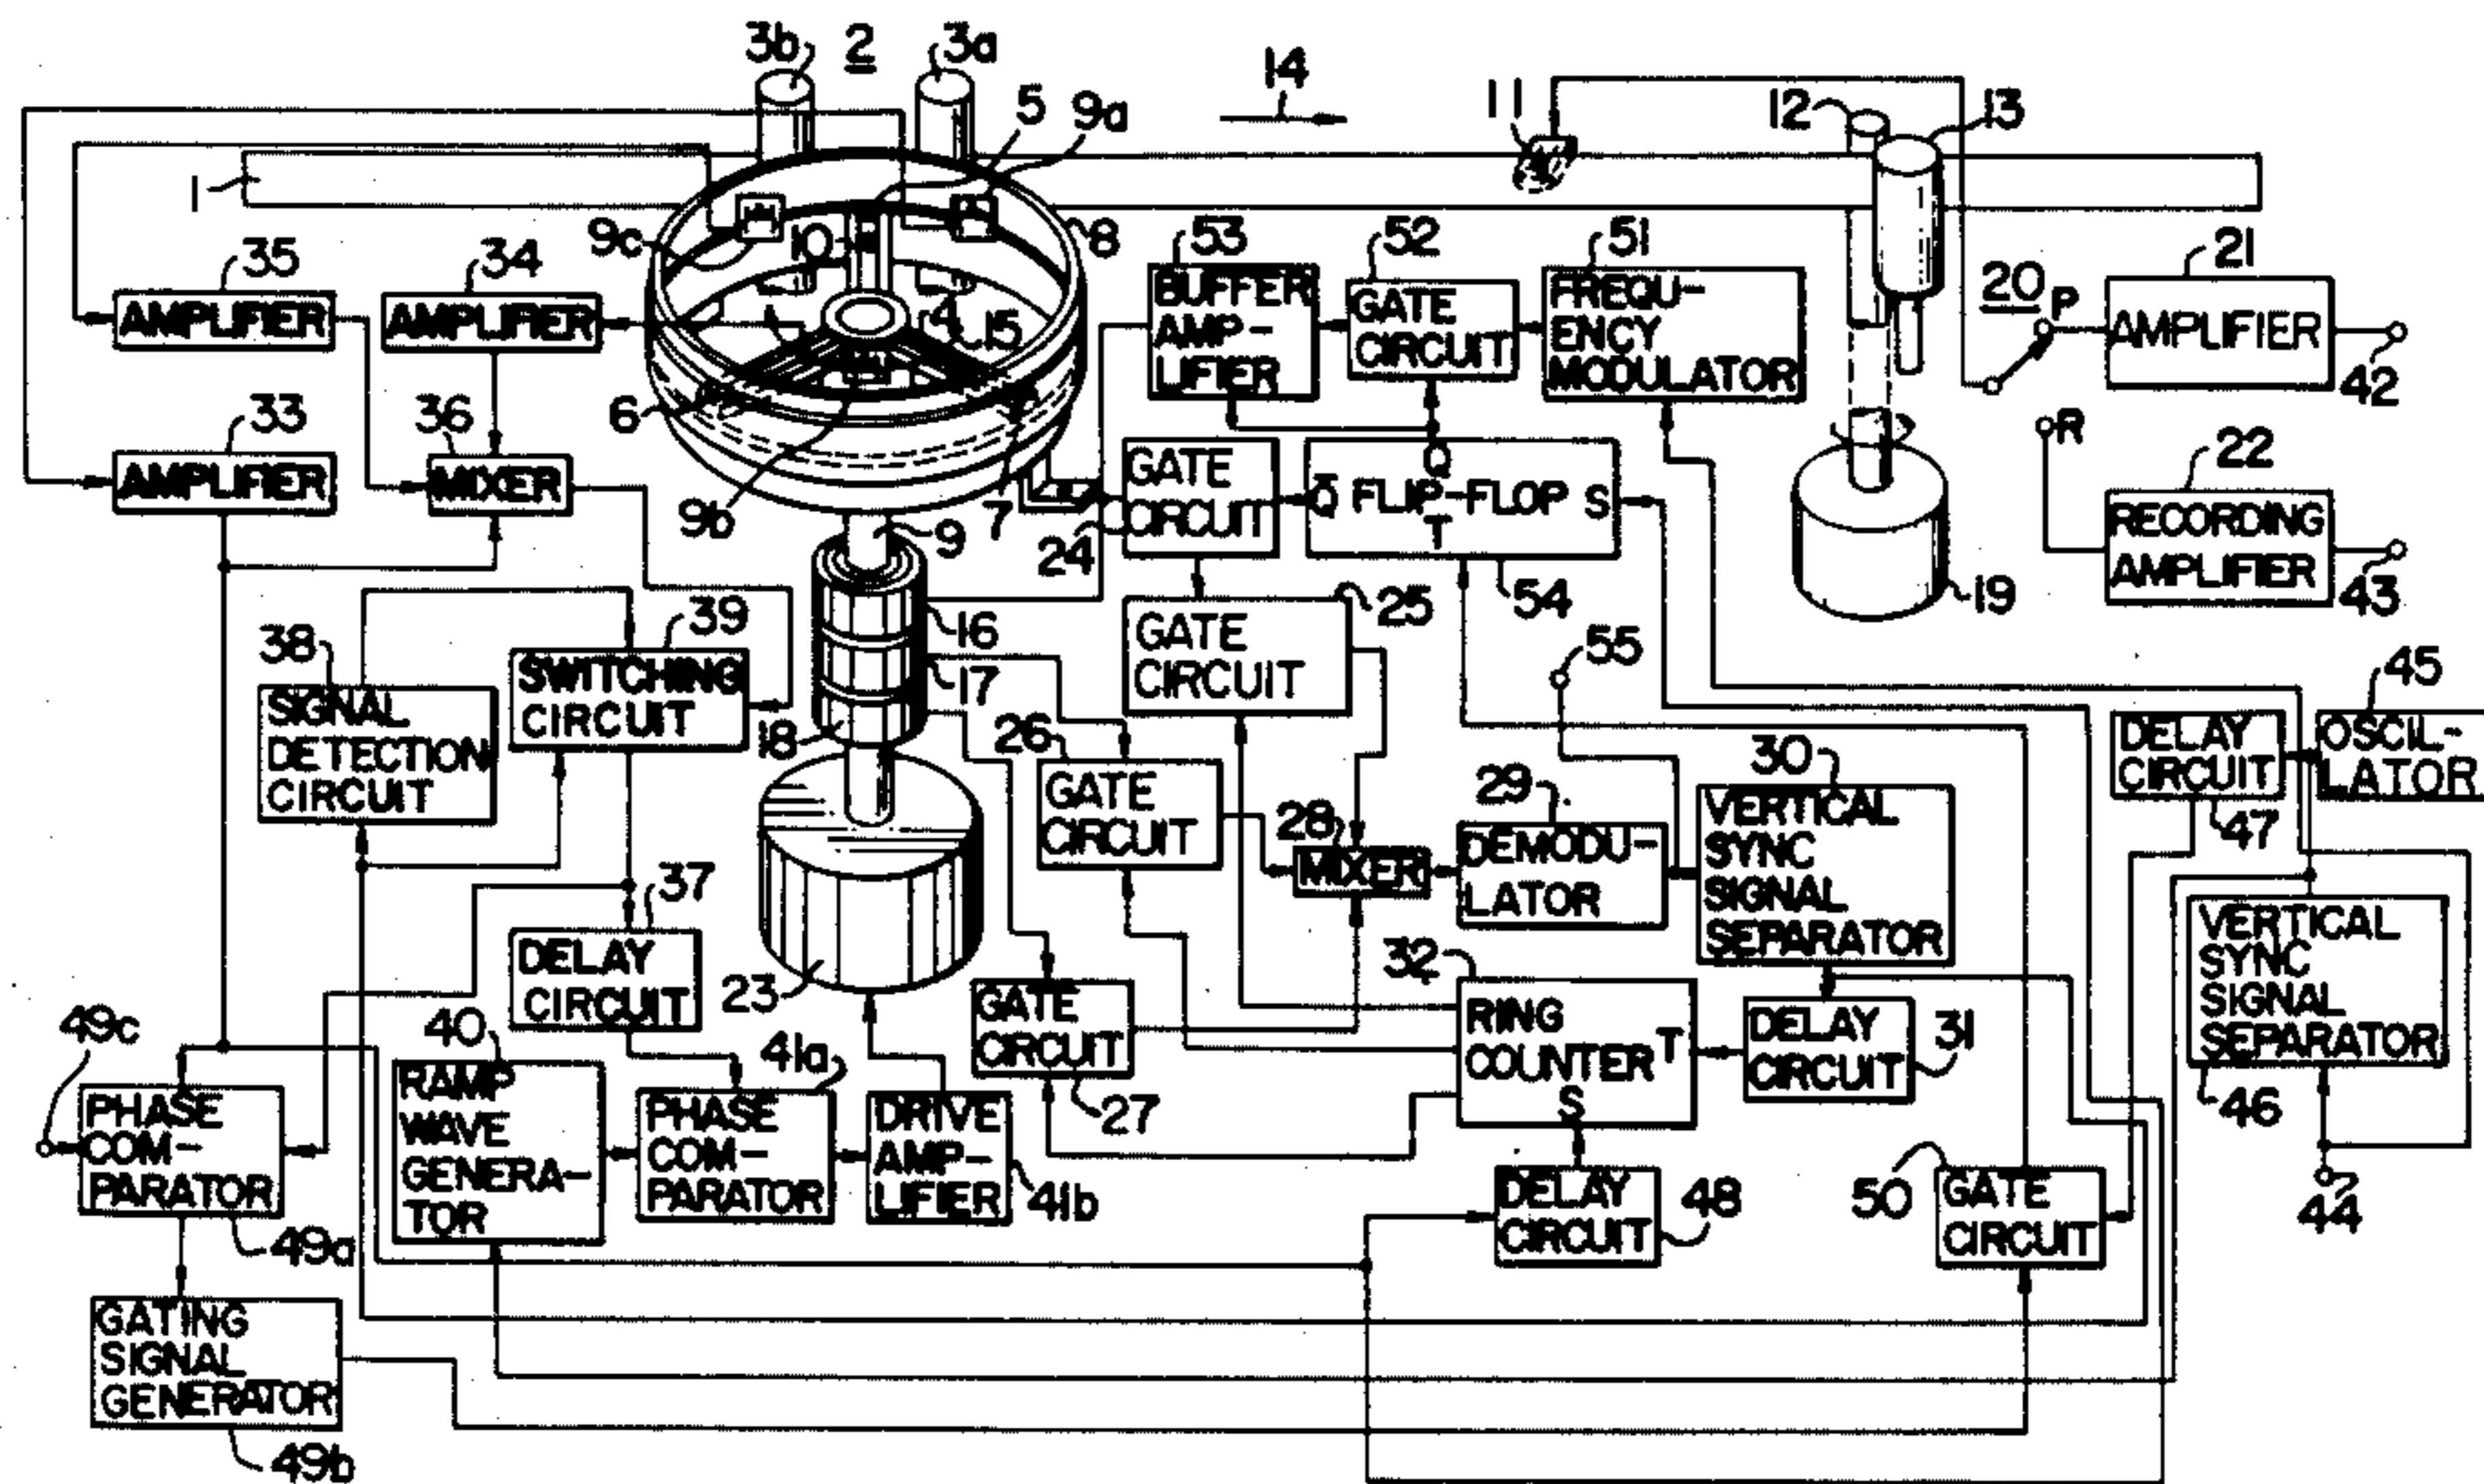 3b 2 3a
14
5 9a
11
12 13
1
9c
10
8
35
AMPLIFIER
34
AMPLIFIER
4 15
53
BUFFER
AMP-
LIFIER
52
GATE
CIRCUIT
51
FREQU-
ENCY
MODULATOR
20 P
21
AMPLIFIER
42
6
9b
7
33
AMPLIFIER
36
MIXER
24
GATE
CIRCUIT
Q
Q̄ FLIP-FLOP S
T
54
R
22
RECORDING
AMPLIFIER
43
9
16
17
18
19
25
GATE
CIRCUIT
38
SIGNAL
DETECTION
CIRCUIT
39
SWITCHING
CIRCUIT
55
45
OSCIL-
LATOR
DELAY
CIRCUIT
47
26
GATE
CIRCUIT
28
MIXER
29
DEMODU-
LATOR
30
VERTICAL
SYNC
SIGNAL
SEPARATOR
VERTICAL
SYNC
SIGNAL
SEPARATOR
46
37
DELAY
CIRCUIT
23
GATE
CIRCUIT
27
32
RING
COUNTER T
S
DELAY
CIRCUIT
31
49c
PHASE
COM-
PARATOR
49a
40
RAMP
WAVE
GENERA-
TOR
41a
PHASE
COM-
PARATOR
DRIVE
AMP-
LIFIER
41b
DELAY
CIRCUIT
48
50
GATE
CIRCUIT
44
GATING
SIGNAL
GENERATOR
49b